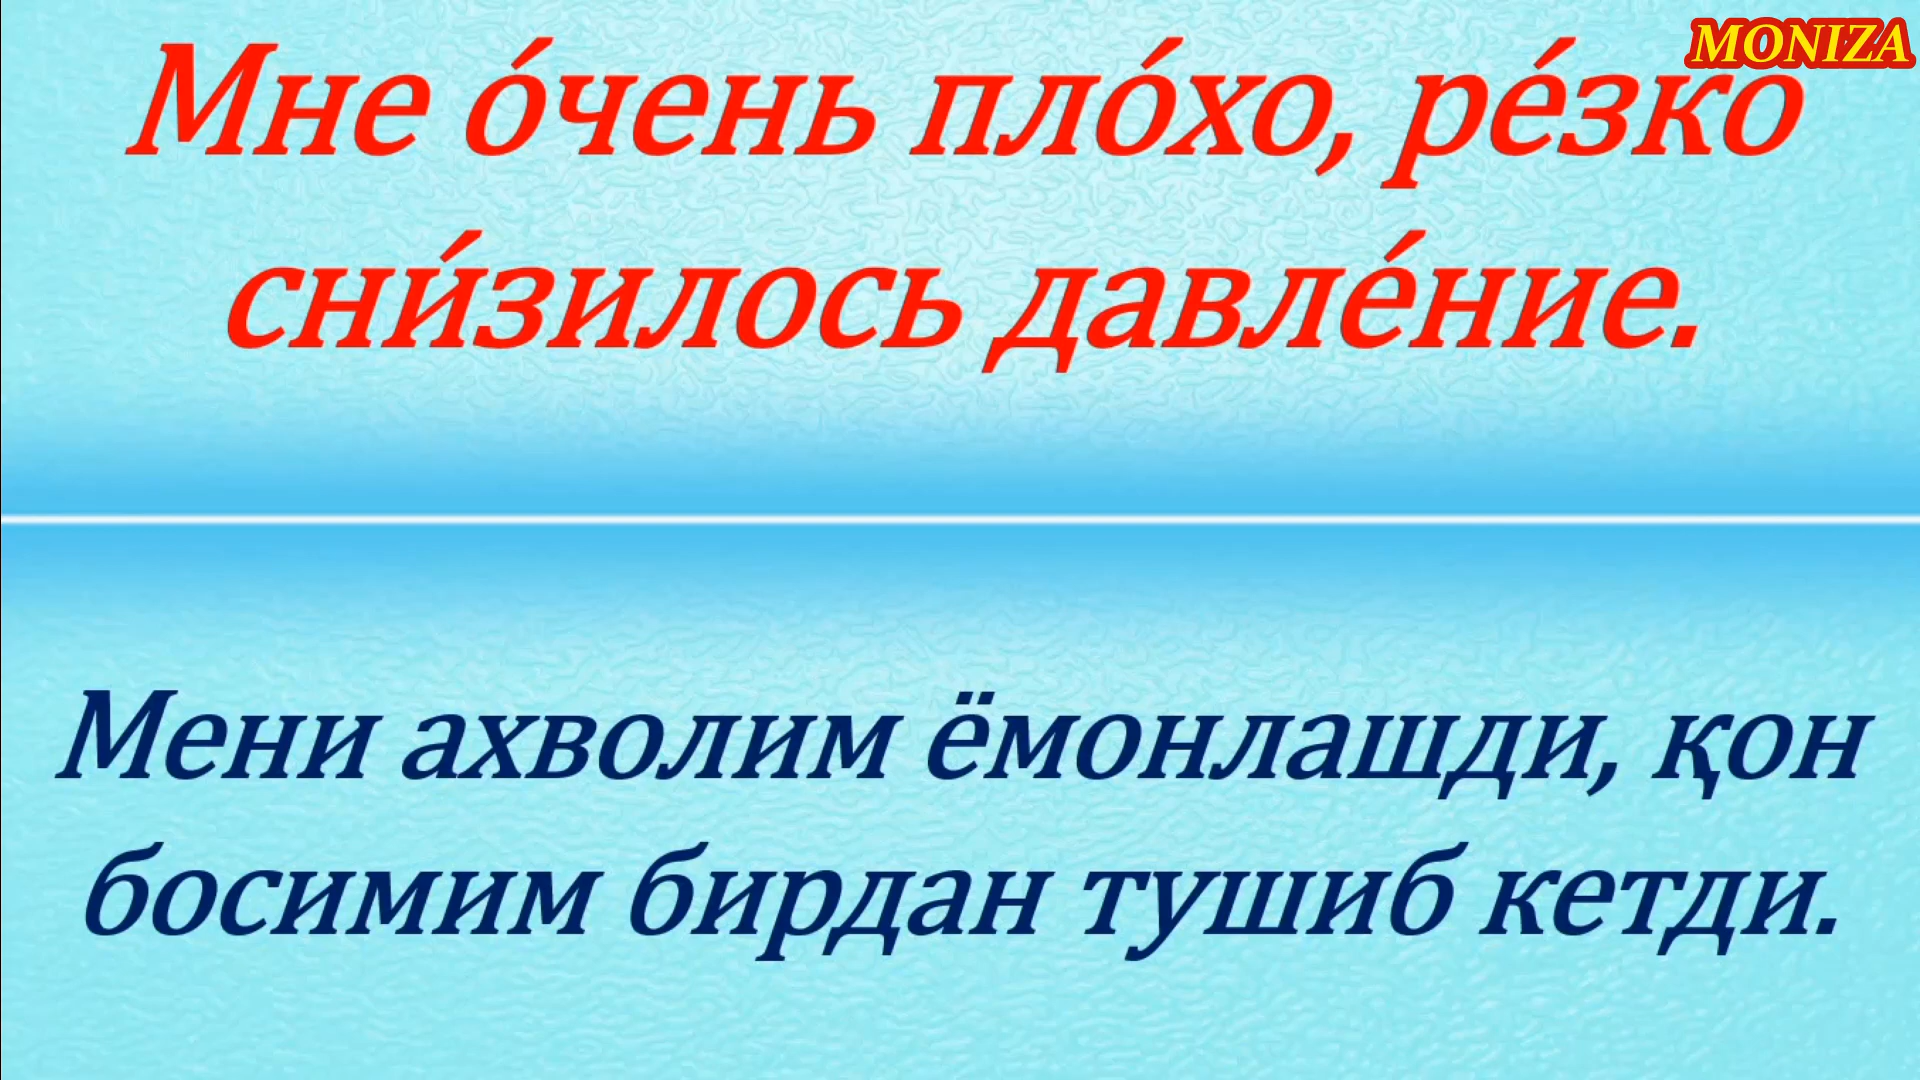 MONIZA
Мне о́чень пло́хо, ре́зко
сни́зилось давле́ние.
Мени ахволим ёмонлашди, қон
босимим бирдан тушиб кетди.